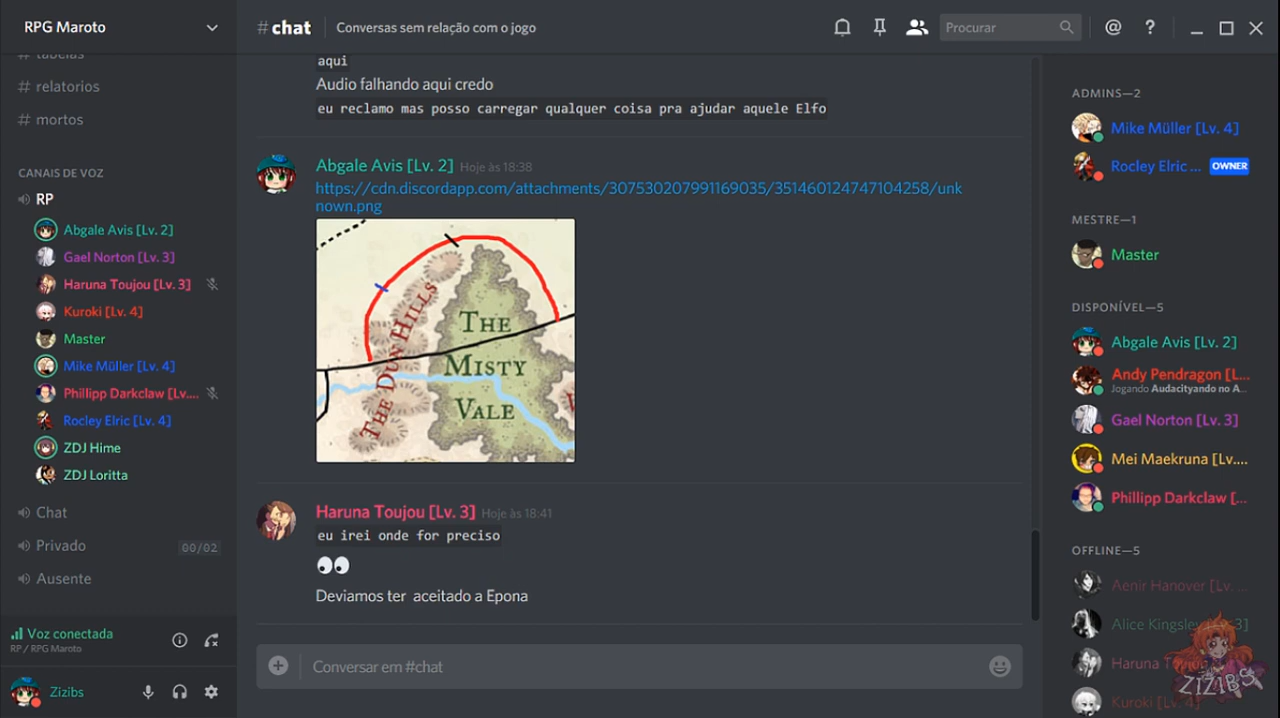 RPG Maroto
# chat
Conversas sem relação com o jogo
Procurar
# tabelas
# relatorios
# mortos
CANAIS DE VOZ
RP
Abgale Avis [Lv. 2]
Gael Norton [Lv. 3]
Haruna Toujou [Lv. 3]
Kuroki [Lv. 4]
Master
Mike Müller [Lv. 4]
Phillipp Darkclaw [Lv....
Rocley Elric [Lv. 4]
ZDJ Hime
ZDJ Loritta
Chat
Privado 00/02
Ausente
Voz conectada
RP / RPG Maroto
Zizibs
aqui
Audio falhando aqui credo
eu reclamo mas posso carregar qualquer coisa pra ajudar aquele Elfo
Abgale Avis [Lv. 2] Hoje às 18:38
https://cdn.discordapp.com/attachments/307530207991169035/351460124747104258/unk
nown.png
THE DUN HILLS
THE
MISTY
VALE
Haruna Toujou [Lv. 3] Hoje às 18:41
eu irei onde for preciso
Deviamos ter aceitado a Epona
Conversar em #chat
ADMINS—2
Mike Müller [Lv. 4]
Rocley Elric ... OWNER
MESTRE—1
Master
DISPONÍVEL—5
Abgale Avis [Lv. 2]
Andy Pendragon [L...
Jogando Audacityando no A...
Gael Norton [Lv. 3]
Mei Maekruna [Lv....
Phillipp Darkclaw [...
OFFLINE—5
Aenir Hanover [Lv. ...
Alice Kingsley [Lv. 3]
Haruna
Kuroki [Lv. 4]
ZIZIBS